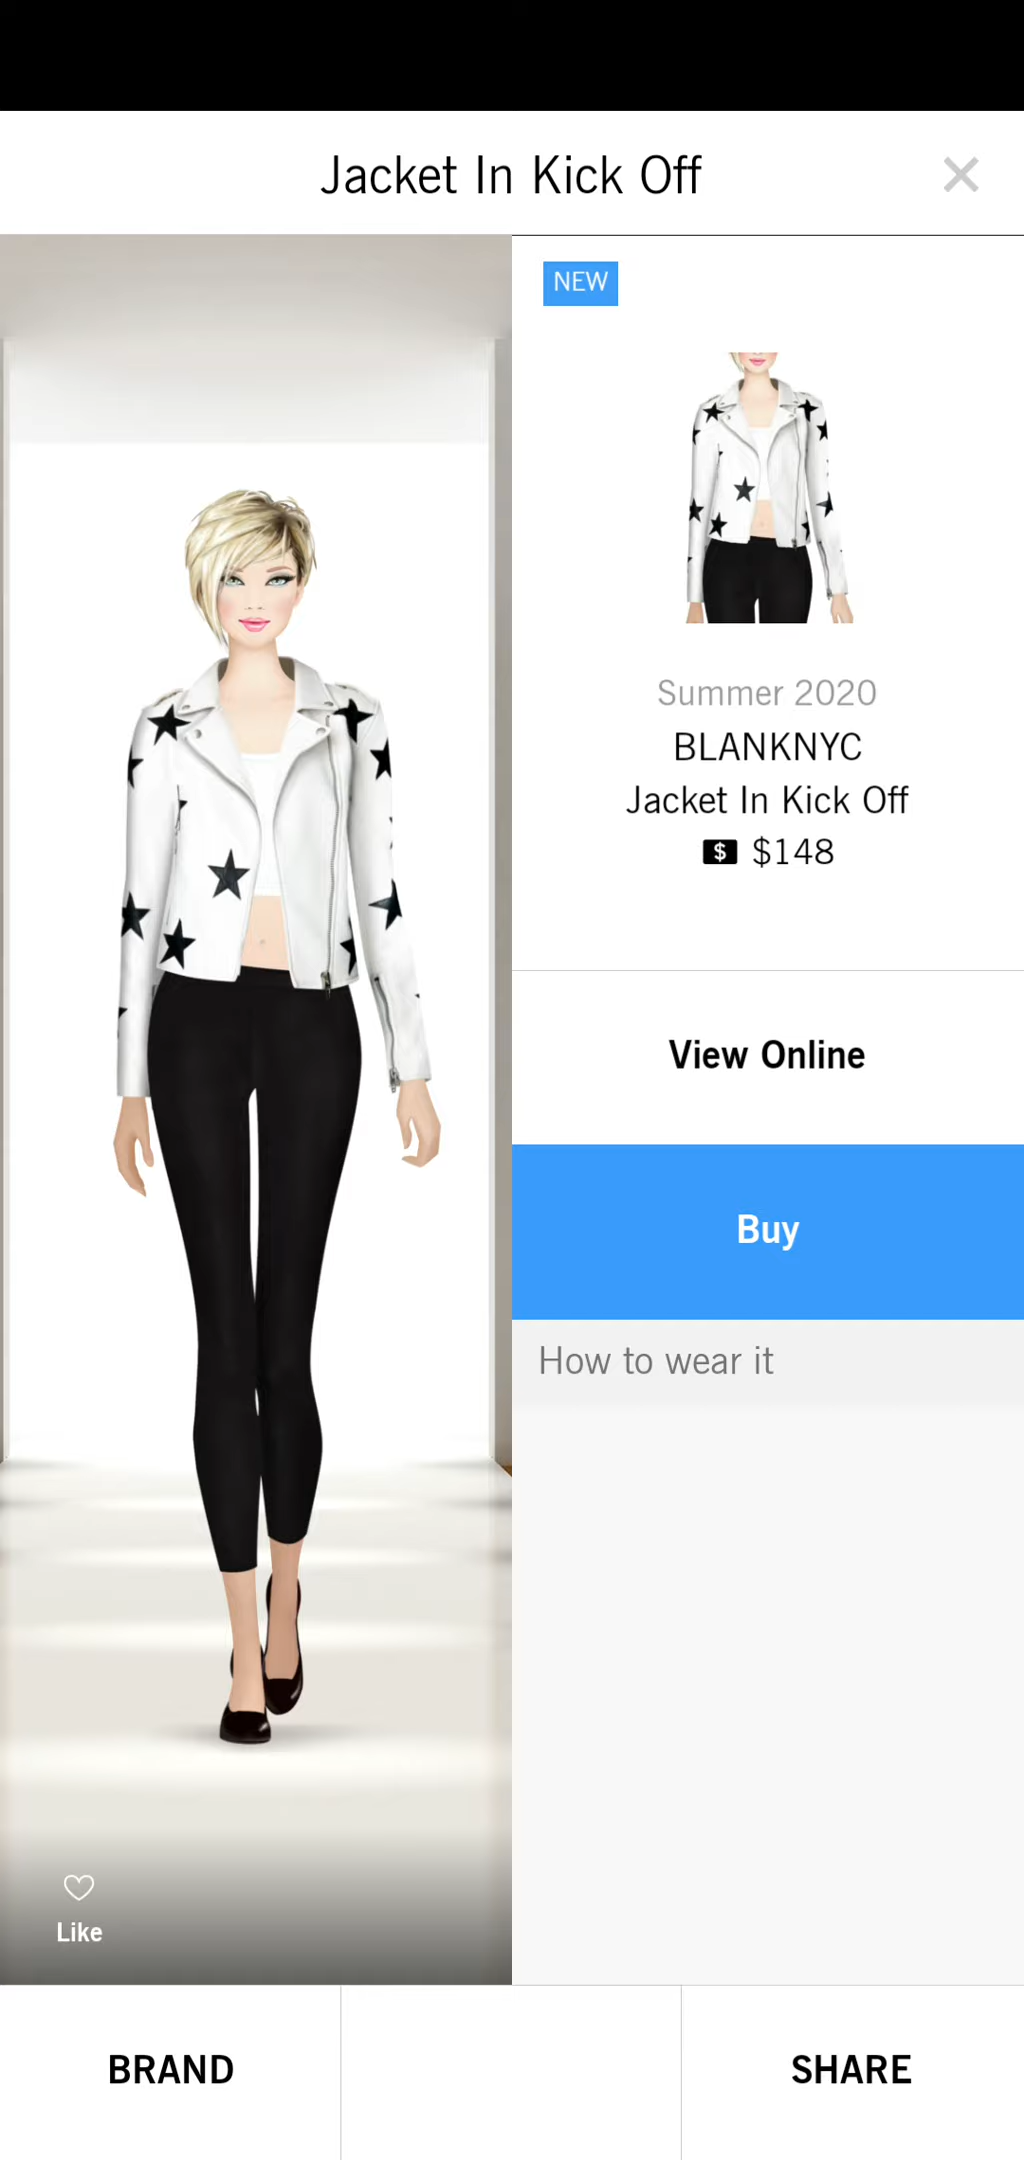 Jacket In Kick Off
NEW
Summer 2020
BLANKNYC
Jacket In Kick Off
$ $148
View Online
Buy
How to wear it
Like
BRAND
SHARE